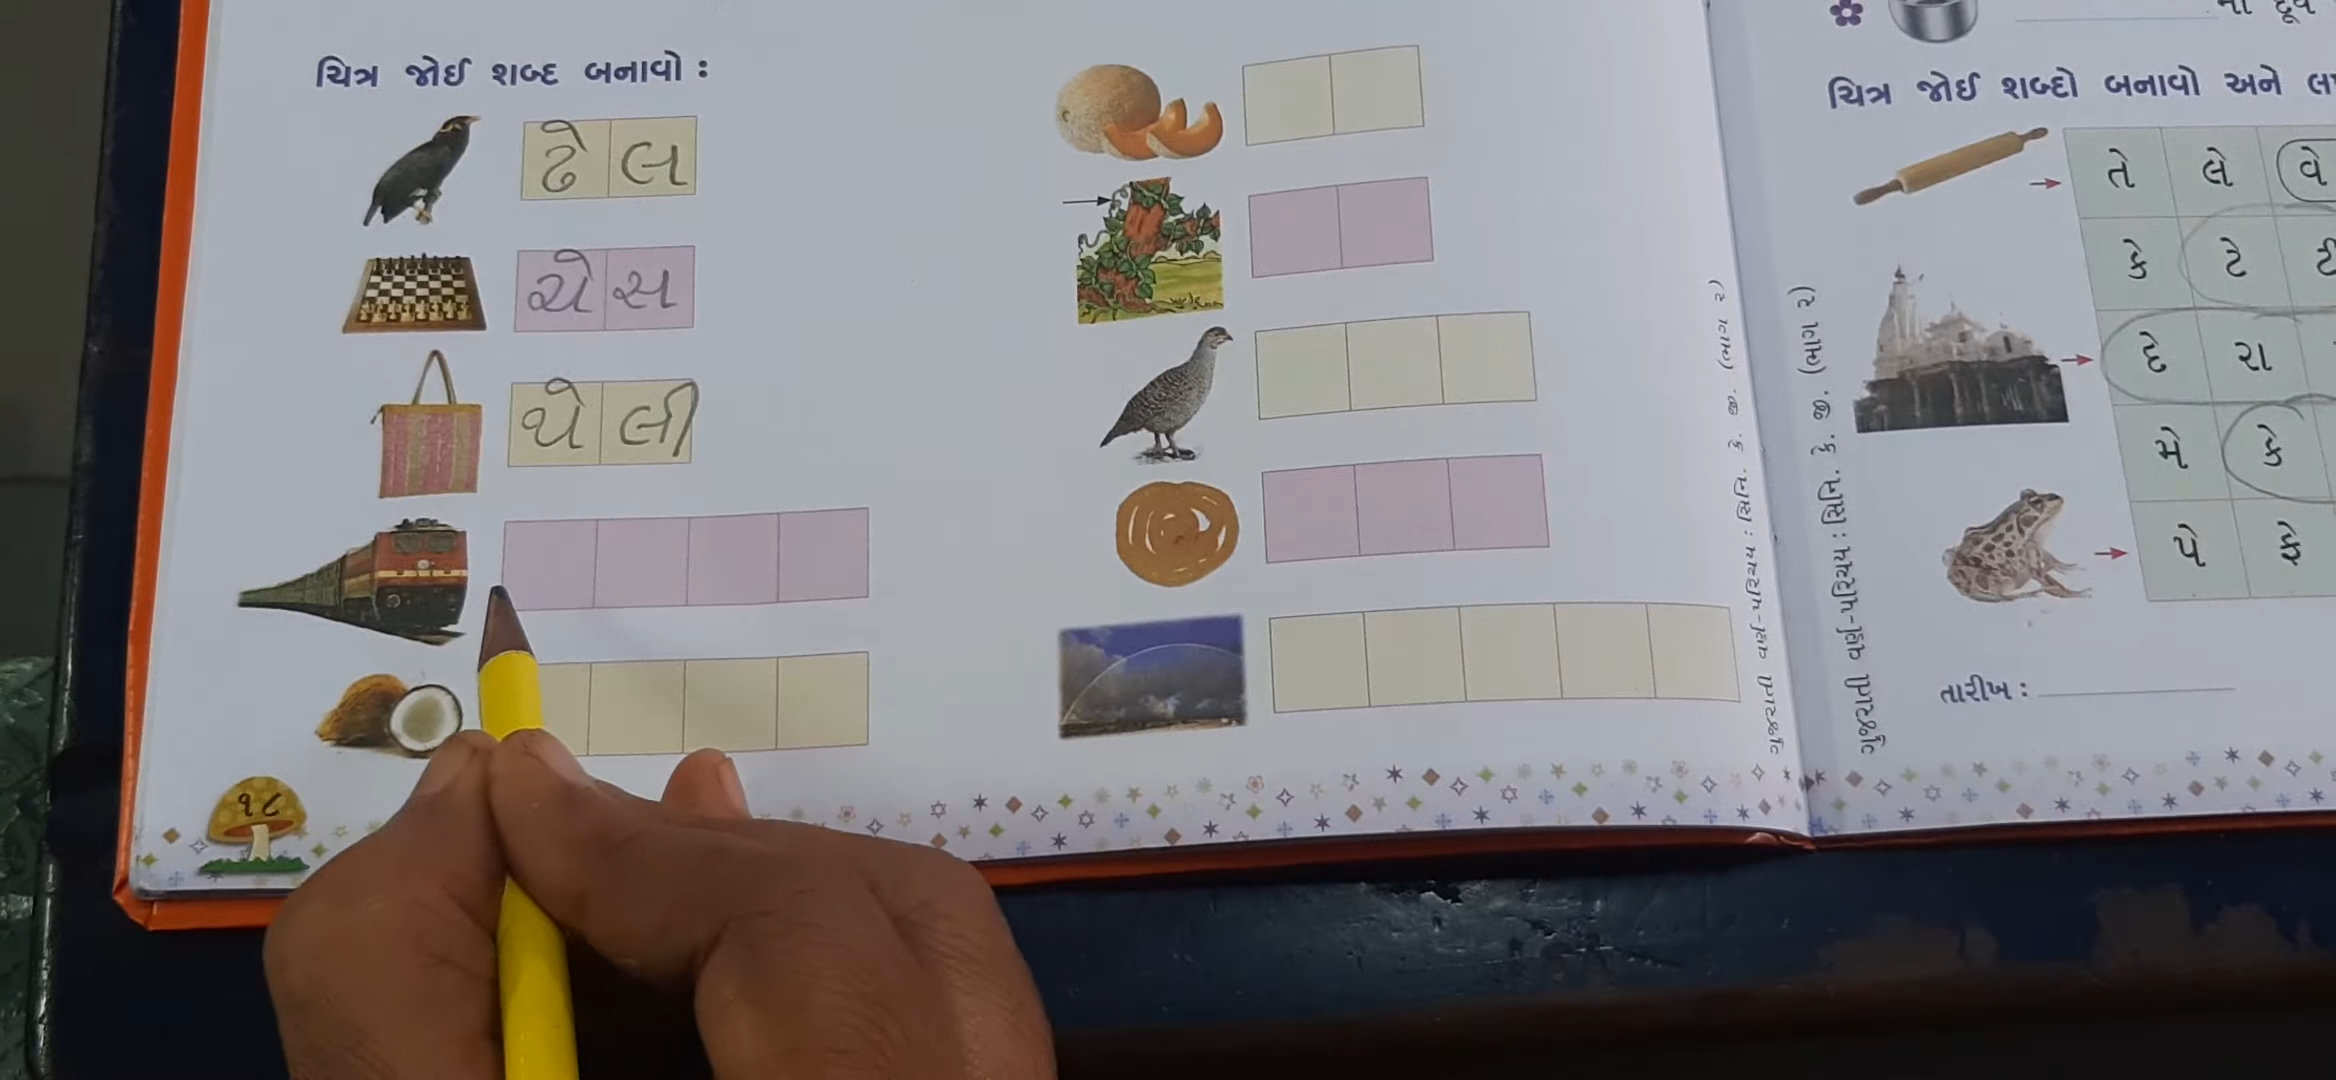 ચિત્ર જોઈ શબ્દ બનાવો :
ઢેલ
ચેસ
થેલી
૧૮
ગુજરાતી વર્ણ-પરિચય : સિનિ. કે. જી. (ભાગ ૨)
ચિત્ર જોઈ શબ્દો બનાવો અને
તે લે વે
કે ટે
દે રા
મે કે
પે ફે
તારીખ :
ગુજરાતી વર્ણ-પરિચય : સિનિ. કે. જી. (ભાગ ૨)